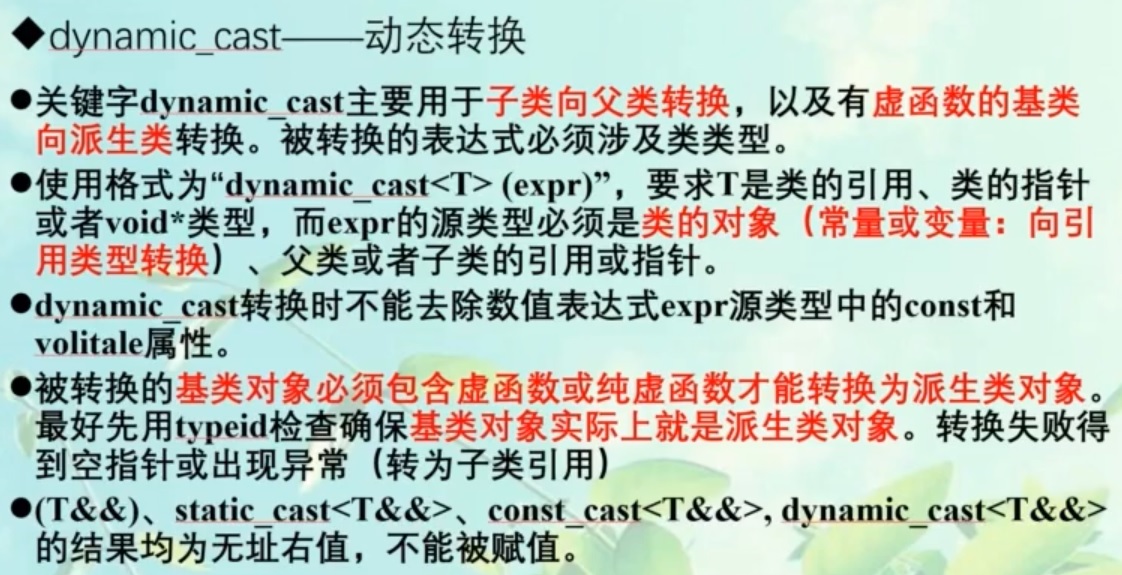 ◆dynamic_cast——动态转换
●关键字dynamic_cast主要用于子类向父类转换，以及有虚函数的基类
向派生类转换。被转换的表达式必须涉及类类型。
●使用格式为“dynamic_cast<T> (expr)”，要求T是类的引用、类的指针
或者void*类型，而expr的源类型必须是类的对象（常量或变量：向引
用类型转换）、父类或者子类的引用或指针。
●dynamic_cast转换时不能去除数值表达式expr源类型中的const和
volitale属性。
●被转换的基类对象必须包含虚函数或纯虚函数才能转换为派生类对象。
最好先用typeid检查确保基类对象实际上就是派生类对象。转换失败得
到空指针或出现异常（转为子类引用）
●(T&&)、static_cast<T&&>、const_cast<T&&>, dynamic_cast<T&&>
的结果均为无址右值，不能被赋值。